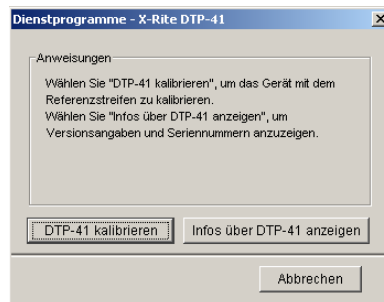 Dienstprogramme - X-Rite DTP-41
Anweisungen
Wählen Sie "DTP-41 kalibrieren", um das Gerät mit dem
Referenzstreifen zu kalibrieren.
Wählen Sie "Infos über DTP-41 anzeigen", um
Versionsangaben und Seriennummern anzuzeigen.
DTP-41 kalibrieren
Infos über DTP-41 anzeigen
Abbrechen